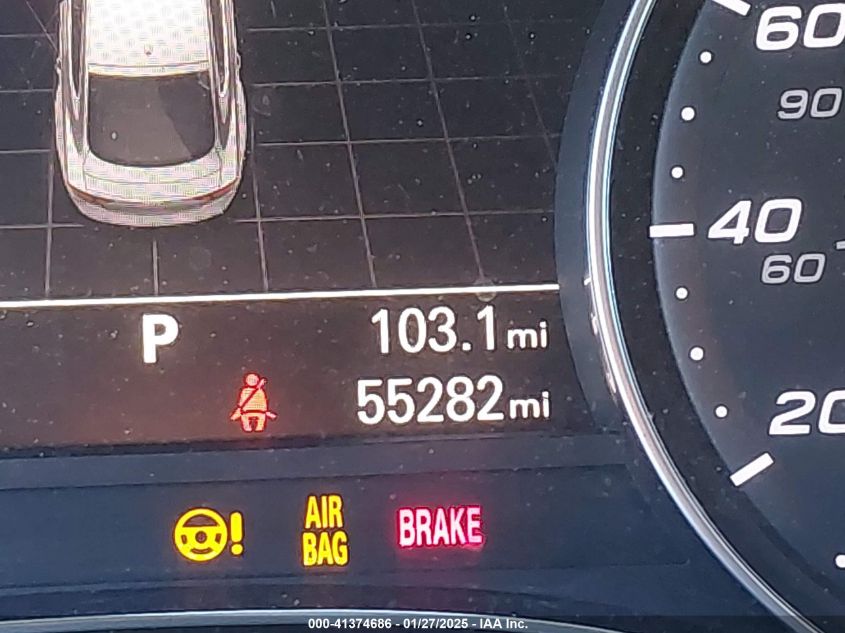 60
90
40
60
P 103.1 mi
55282 mi
20
AIR
BAG
BRAKE
000-41374686 - 01/27/2025 - IAA Inc.